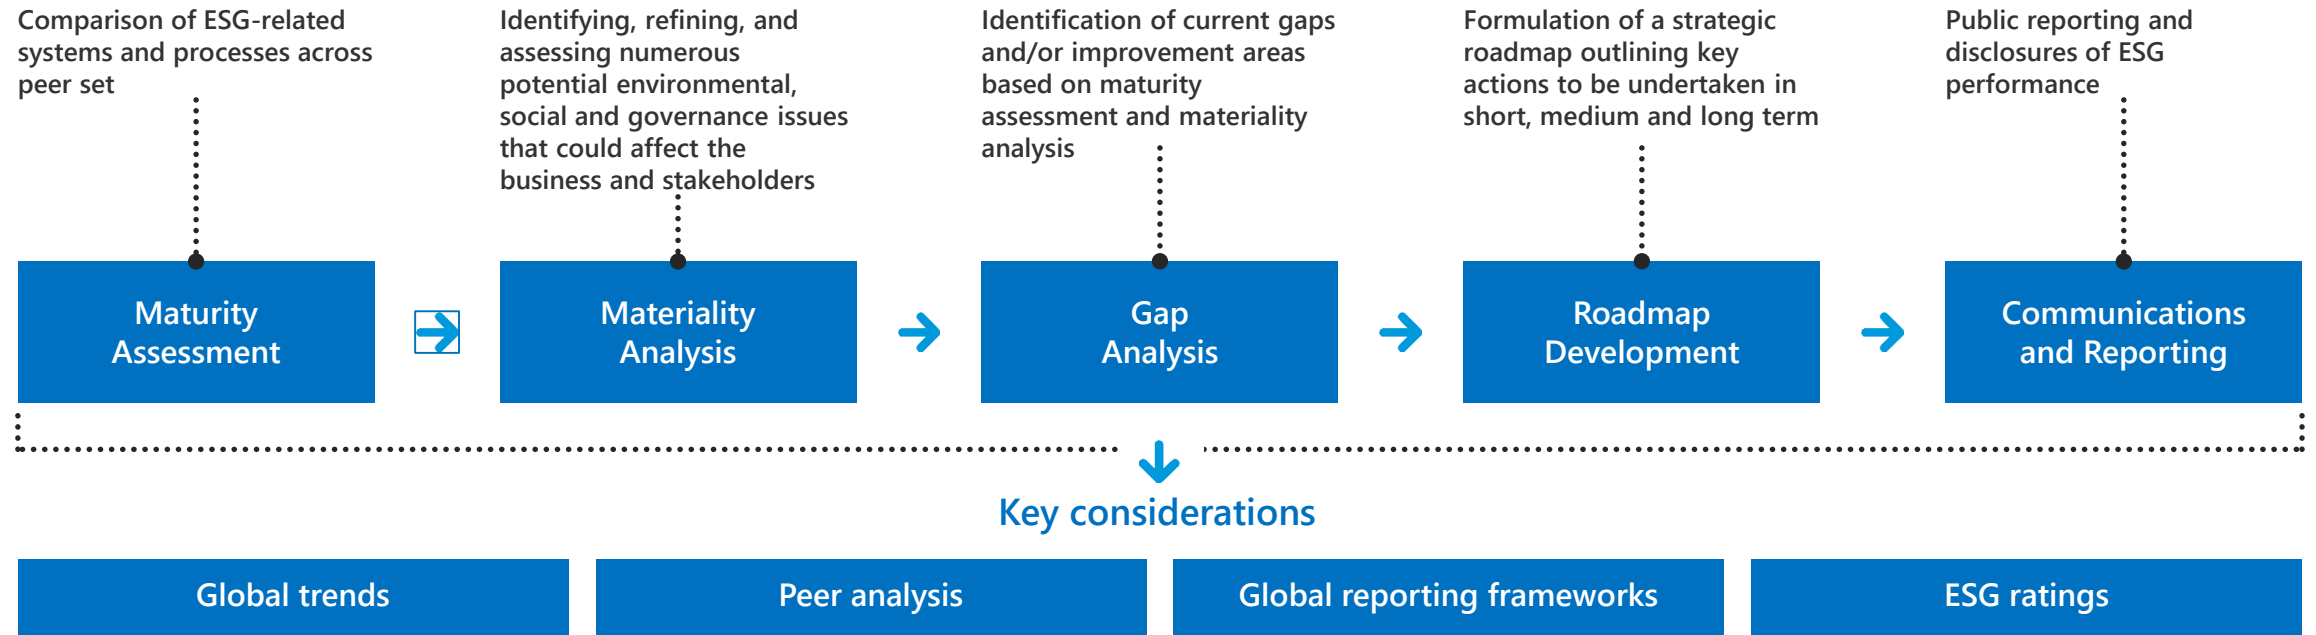 Comparison of ESG-related
systems and processes across
peer set
Identifying, refining, and
assessing numerous
potential environmental,
social and governance issues
that could affect the
business and stakeholders
Identification of current gaps
and/or improvement areas
based on maturity
assessment and materiality
analysis
Formulation of a strategic
roadmap outlining key
actions to be undertaken in
short, medium and long term
Public reporting and
disclosures of ESG
performance
Maturity
Assessment
Materiality
Analysis
Gap
Analysis
Roadmap
Development
Communications
and Reporting
Key considerations
Global trends
Peer analysis
Global reporting frameworks
ESG ratings